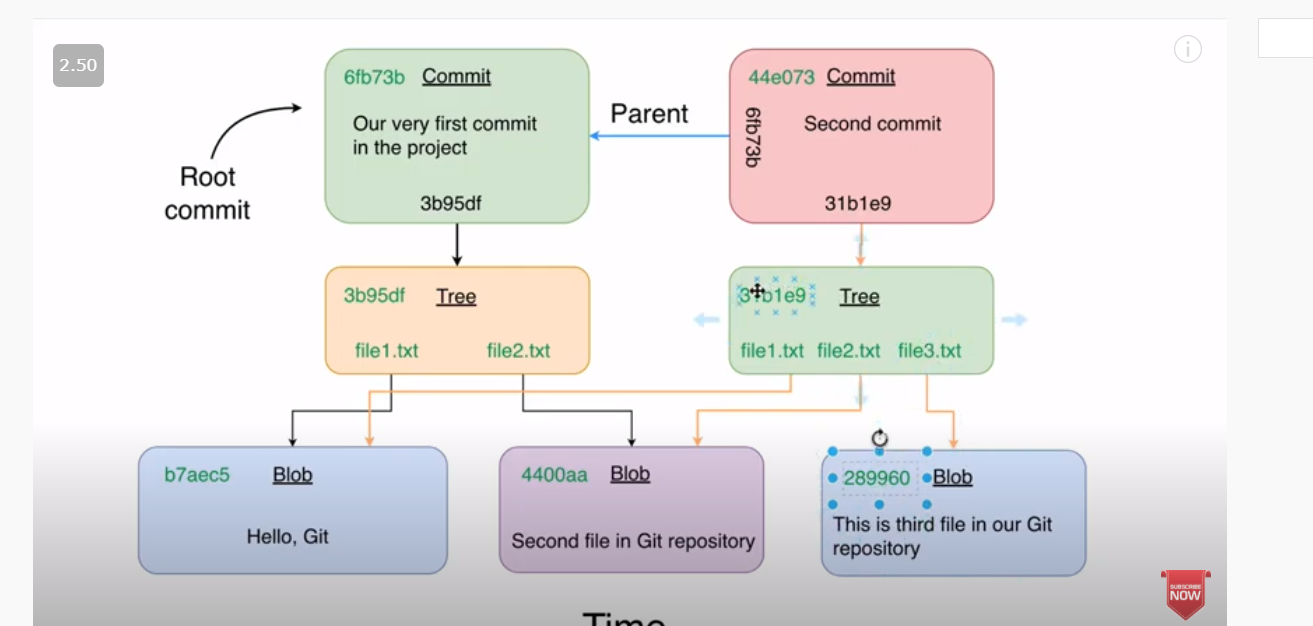 2.50
6fb73b Commit
Our very first commit
in the project
3b95df
Root
commit
Parent
44e073 Commit
6fb73b
Second commit
31b1e9
3b95df Tree
file1.txt file2.txt
31b1e9 Tree
file1.txt file2.txt file3.txt
b7aec5 Blob
Hello, Git
4400aa Blob
Second file in Git repository
289960 Blob
This is third file in our Git
repository
SUBSCRIBE
NOW
Time